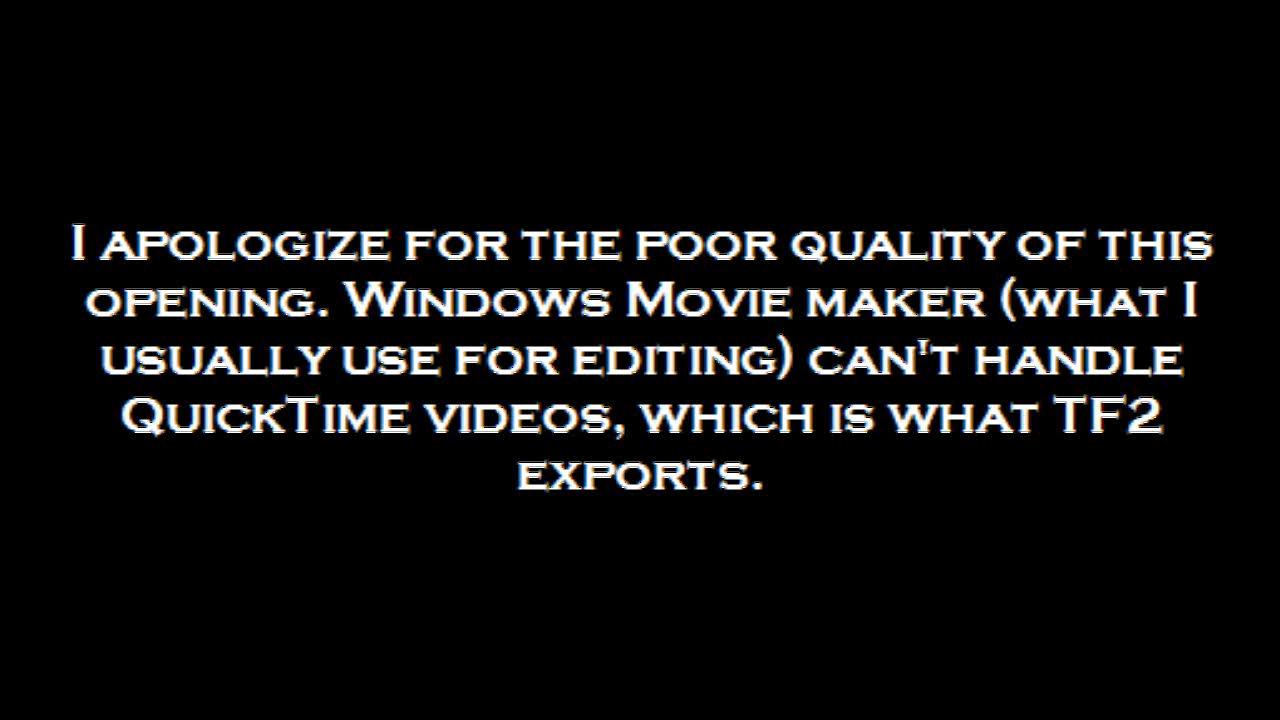 I apologize for the poor quality of this
opening. Windows Movie maker (what I
usually use for editing) can't handle
QuickTime videos, which is what TF2
exports.